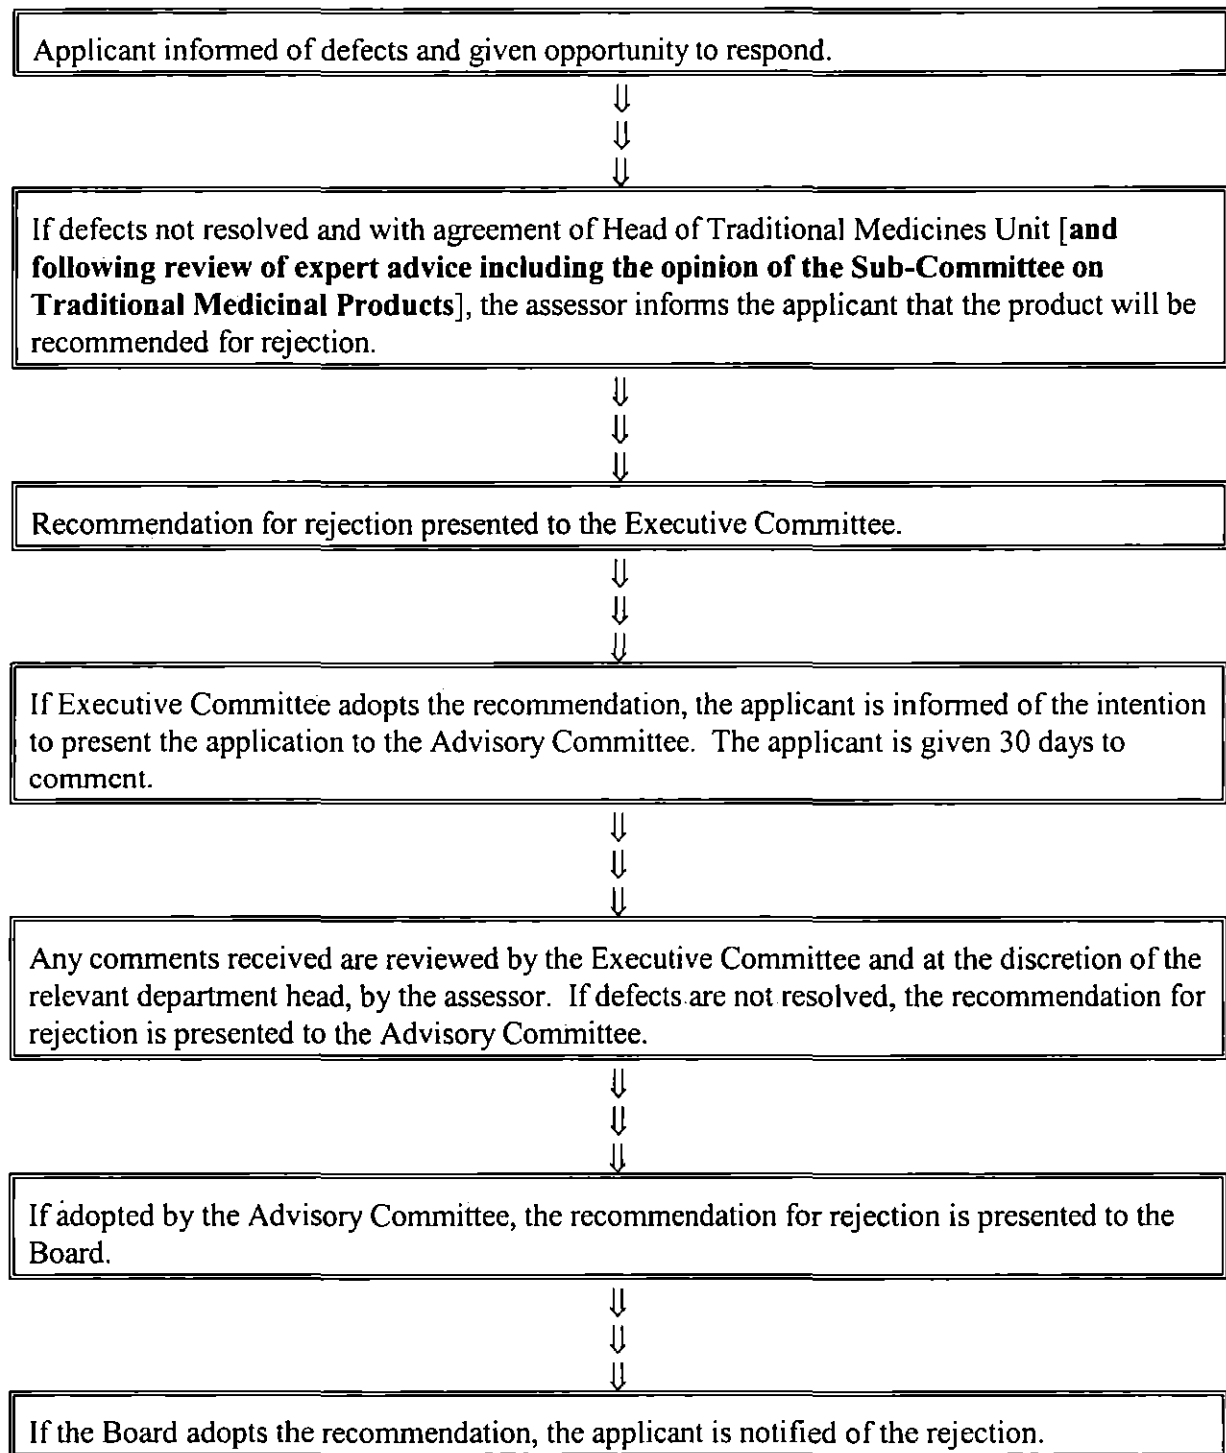 Applicant informed of defects and given opportunity to respond.
⇓
⇓
⇓
If defects not resolved and with agreement of Head of Traditional Medicines Unit [and
following review of expert advice including the opinion of the Sub-Committee on
Traditional Medicinal Products], the assessor informs the applicant that the product will be
recommended for rejection.
⇓
⇓
⇓
Recommendation for rejection presented to the Executive Committee.
⇓
⇓
⇓
If Executive Committee adopts the recommendation, the applicant is informed of the intention
to present the application to the Advisory Committee. The applicant is given 30 days to
comment.
⇓
⇓
⇓
Any comments received are reviewed by the Executive Committee and at the discretion of the
relevant department head, by the assessor. If defects are not resolved, the recommendation for
rejection is presented to the Advisory Committee.
⇓
⇓
⇓
If adopted by the Advisory Committee, the recommendation for rejection is presented to the
Board.
⇓
⇓
⇓
If the Board adopts the recommendation, the applicant is notified of the rejection.